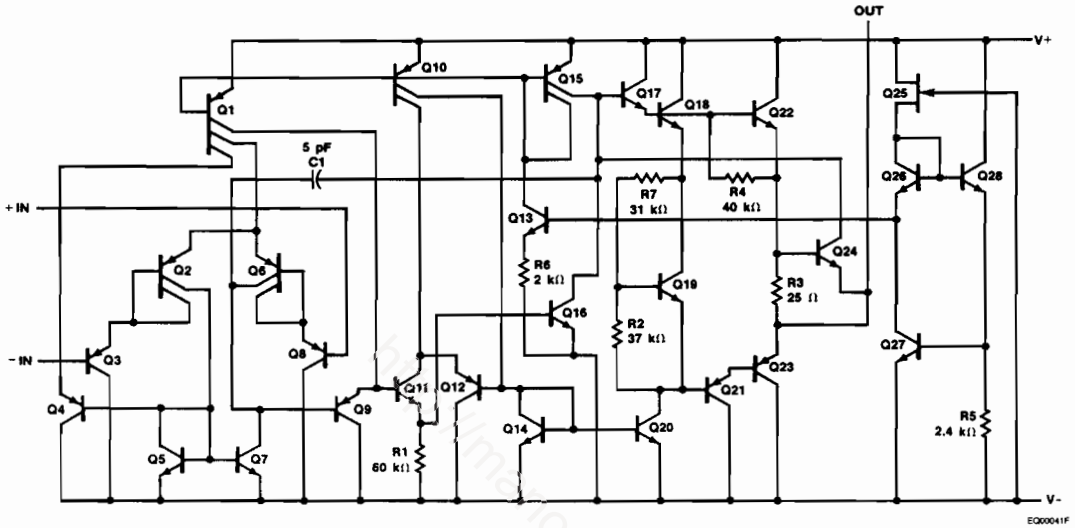 OUT
V+
Q10
Q15
Q17
Q25
Q1
Q18
Q22
5 pF
C1
Q26
Q28
R7
31 kΩ
R4
40 kΩ
+ IN
Q13
Q24
Q2
Q6
R6
2 kΩ
Q19
R3
25 Ω
Q16
R2
37 kΩ
Q27
- IN
Q3
Q8
Q4
Q9
Q11
Q12
Q21
Q23
Q14
Q20
R5
2.4 kΩ
Q5
Q7
R1
60 kΩ
V-
EQ00041F